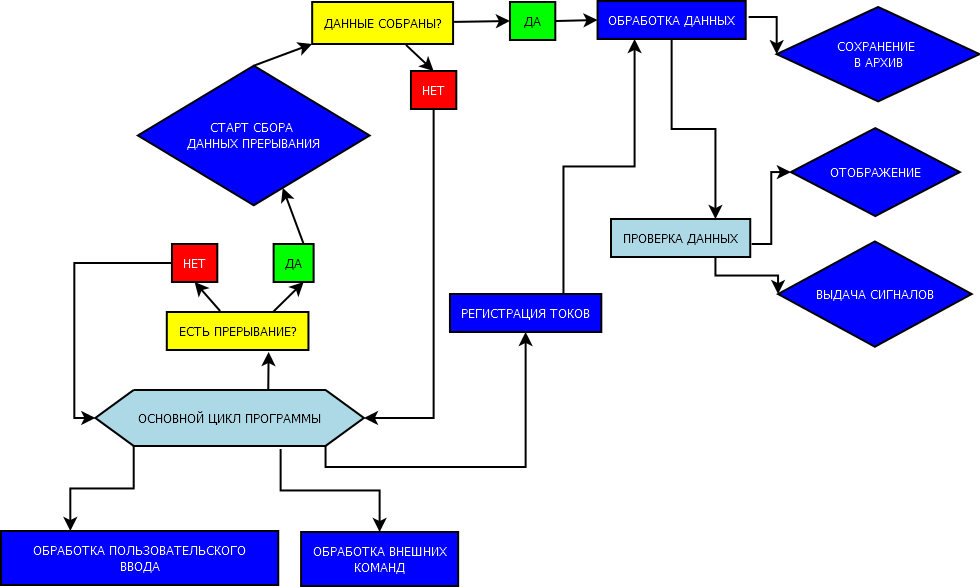 ДАННЫЕ СОБРАНЫ?
ДА
ОБРАБОТКА ДАННЫХ
СОХРАНЕНИЕ
В АРХИВ
НЕТ
СТАРТ СБОРА
ДАННЫХ ПРЕРЫВАНИЯ
ОТОБРАЖЕНИЕ
ПРОВЕРКА ДАННЫХ
НЕТ
ДА
ВЫДАЧА СИГНАЛОВ
РЕГИСТРАЦИЯ ТОКОВ
ЕСТЬ ПРЕРЫВАНИЕ?
ОСНОВНОЙ ЦИКЛ ПРОГРАММЫ
ОБРАБОТКА ПОЛЬЗОВАТЕЛЬСКОГО
ВВОДА
ОБРАБОТКА ВНЕШНИХ
КОМАНД